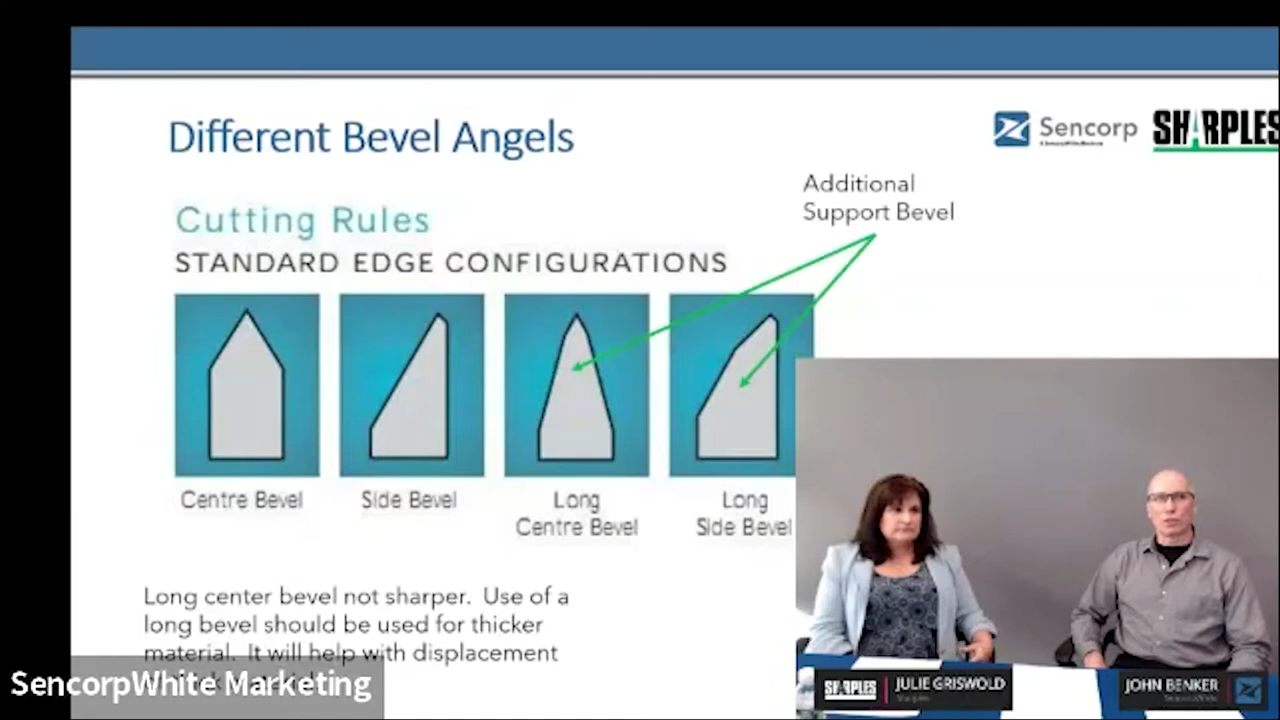 Different Bevel Angels
Sencorp
SHARPLES
Additional
Support Bevel
Cutting Rules
STANDARD EDGE CONFIGURATIONS
Centre Bevel
Side Bevel
Long
Centre Bevel
Long
Side Bevel
Long center bevel not sharper. Use of a
long bevel should be used for thicker
material. It will help with displacement
SencorpWhite Marketing
SHARPLES
JULIE GRISWOLD
Sharples
JOHN BENKER
SencorpWhite